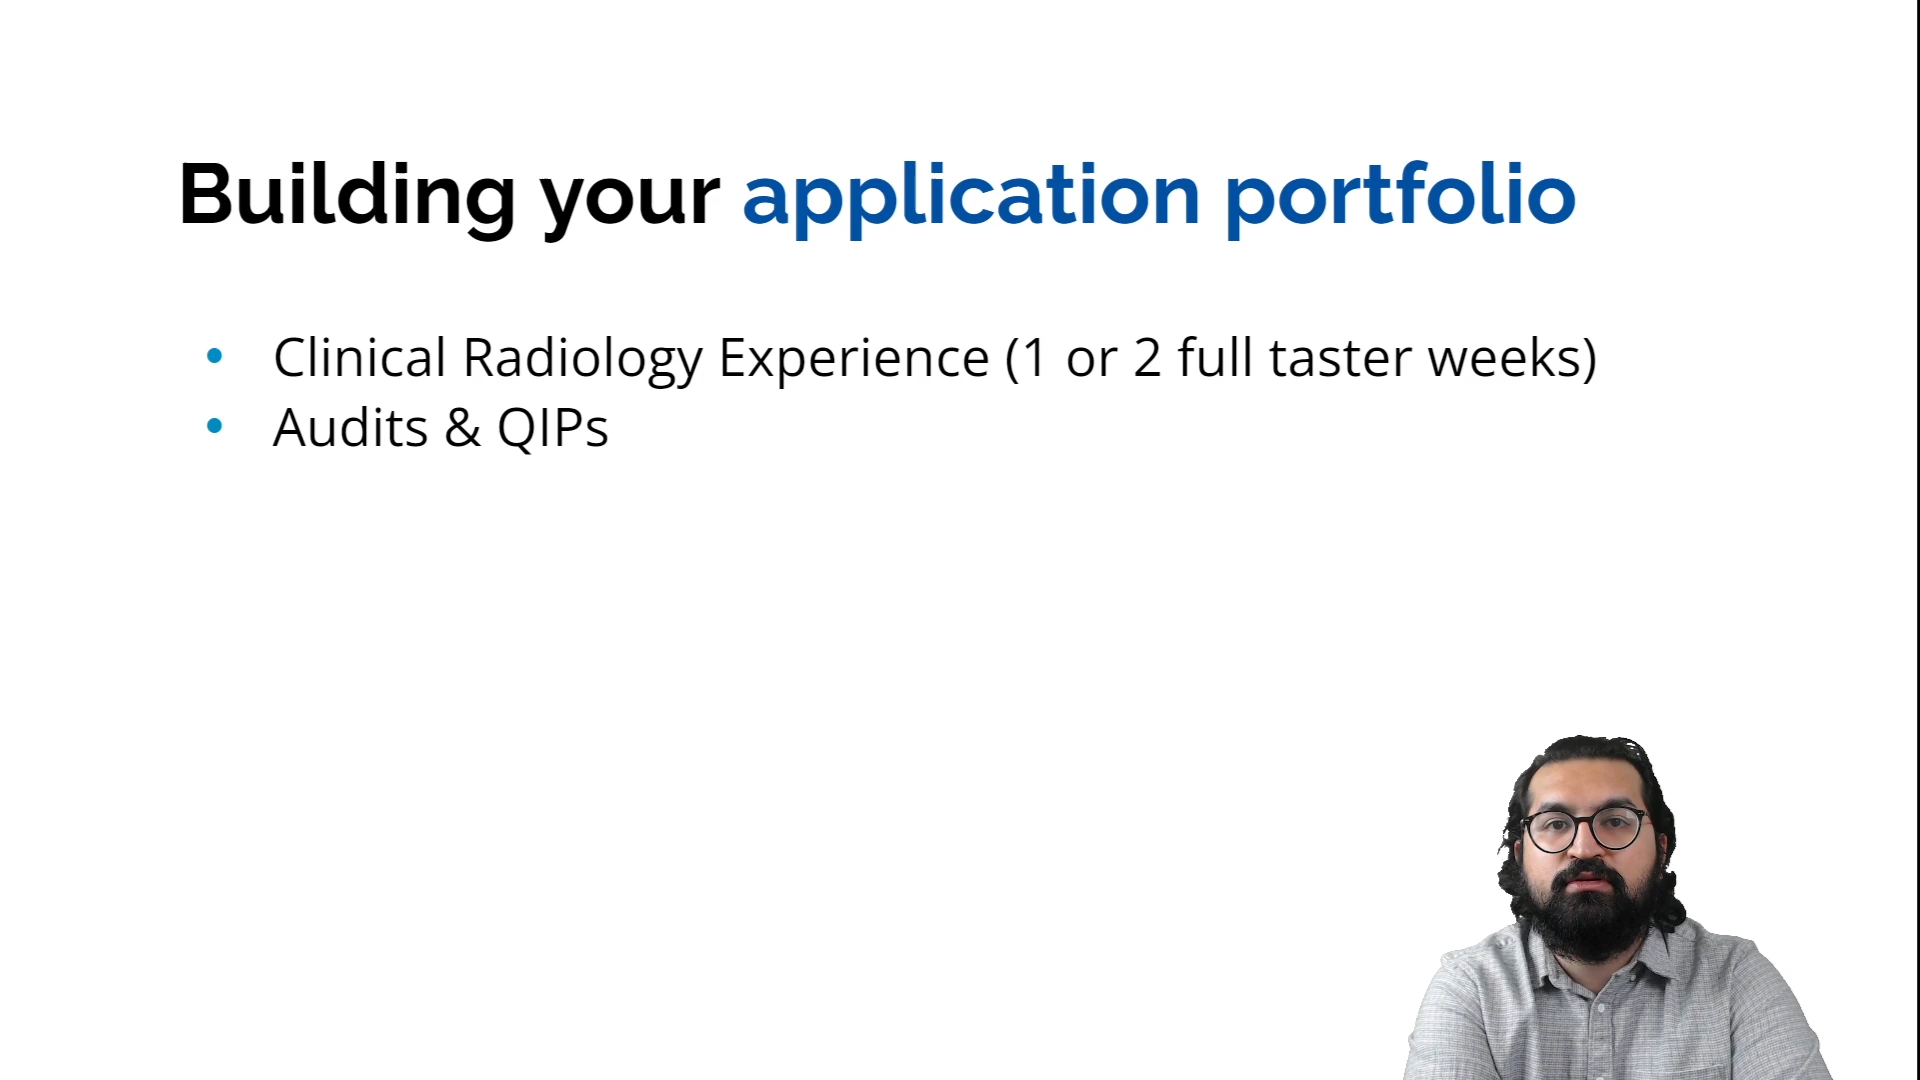 Building your application portfolio
• Clinical Radiology Experience (1 or 2 full taster weeks)
• Audits & QIPs